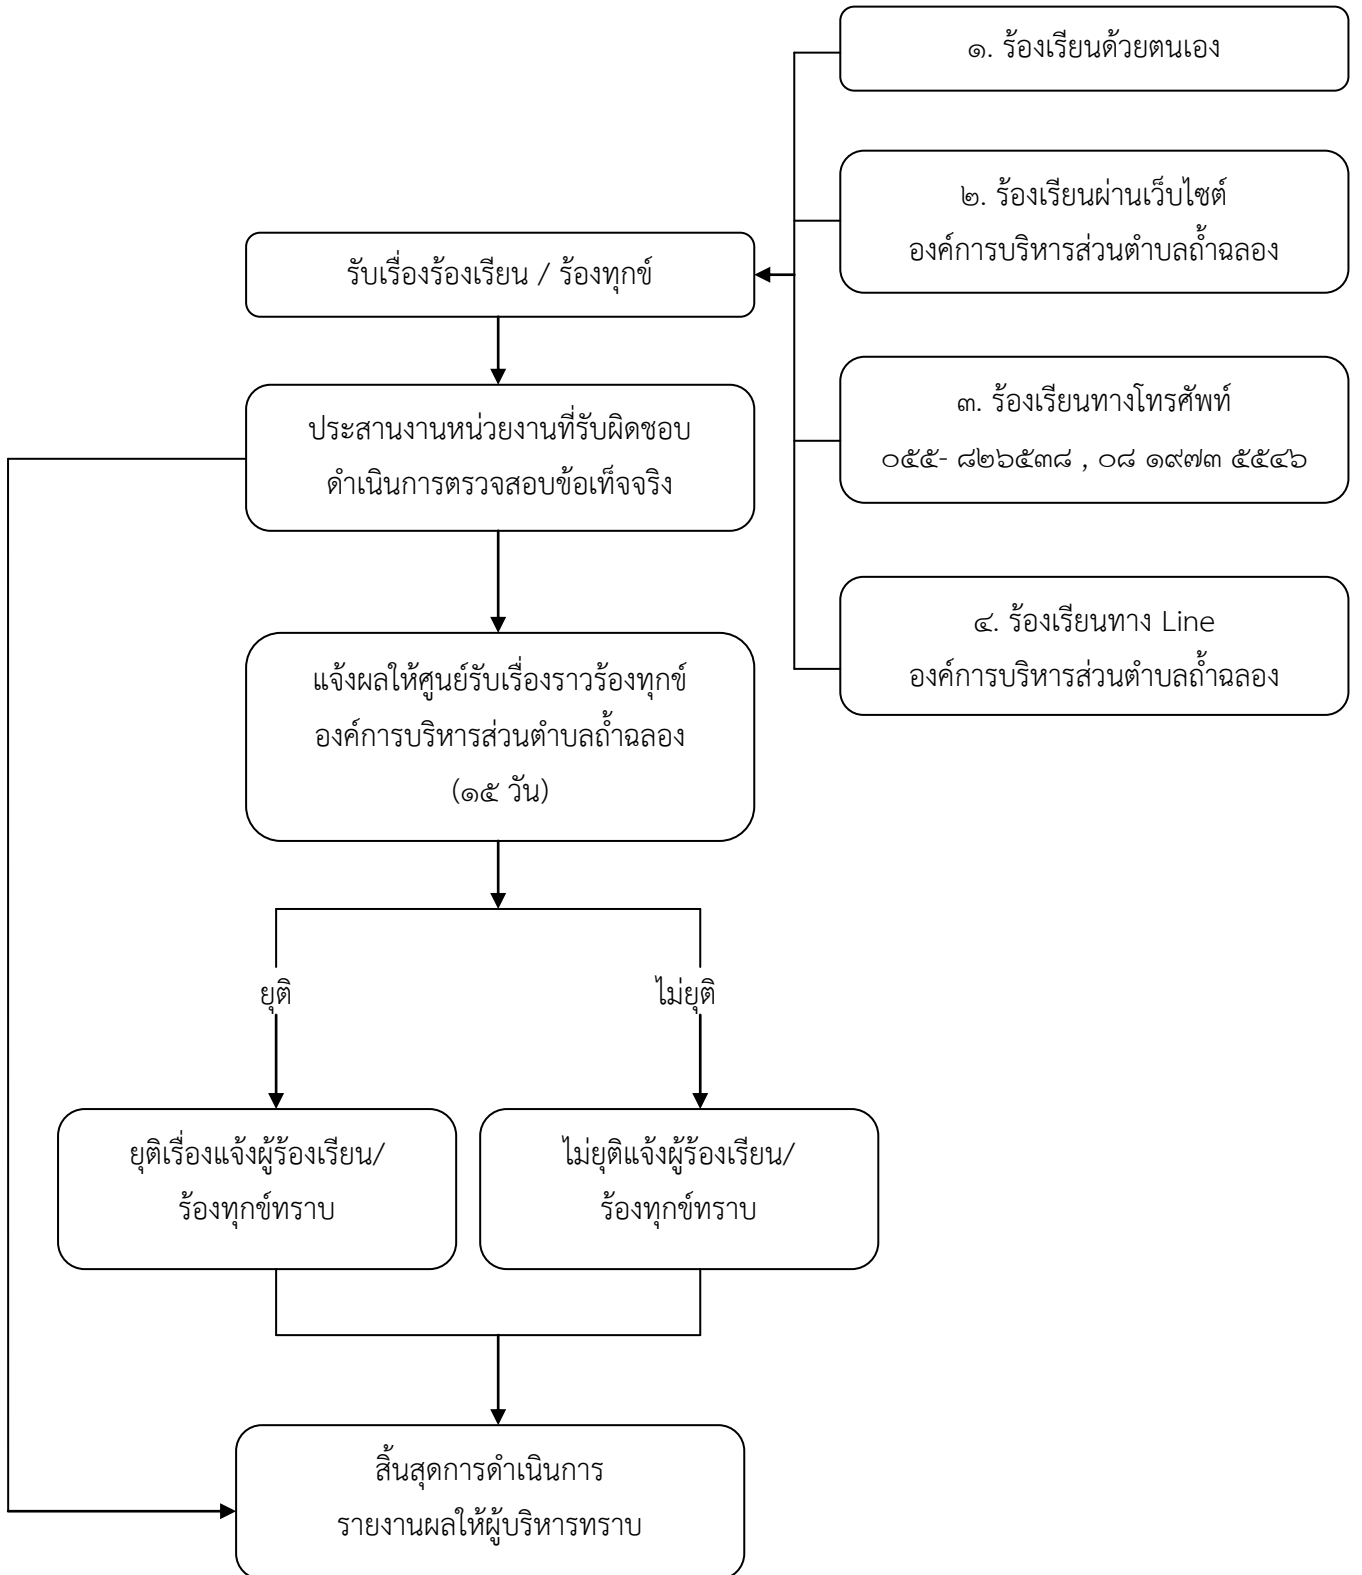 ๑. ร้องเรียนด้วยตนเอง
๒. ร้องเรียนผ่านเว็บไซต์
องค์การบริหารส่วนตำบลถ้ำฉลอง
รับเรื่องร้องเรียน / ร้องทุกข์
๓. ร้องเรียนทางโทรศัพท์
๐๕๕- ๘๒๖๕๓๘ , ๐๘ ๑๙๗๓ ๕๕๔๖
ประสานงานหน่วยงานที่รับผิดชอบ
ดำเนินการตรวจสอบข้อเท็จจริง
๔. ร้องเรียนทาง Line
องค์การบริหารส่วนตำบลถ้ำฉลอง
แจ้งผลให้ศูนย์รับเรื่องราวร้องทุกข์
องค์การบริหารส่วนตำบลถ้ำฉลอง
(๑๕ วัน)
ยุติ
ไม่ยุติ
ยุติเรื่องแจ้งผู้ร้องเรียน/
ร้องทุกข์ทราบ
ไม่ยุติแจ้งผู้ร้องเรียน/
ร้องทุกข์ทราบ
สิ้นสุดการดำเนินการ
รายงานผลให้ผู้บริหารทราบ